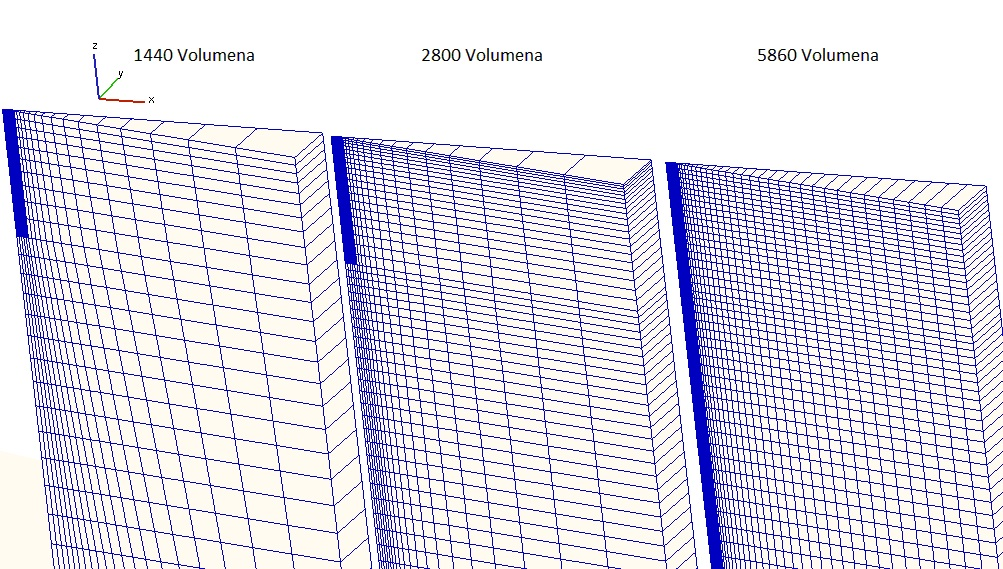 z
1440 Volumena
2800 Volumena
5860 Volumena
y
x